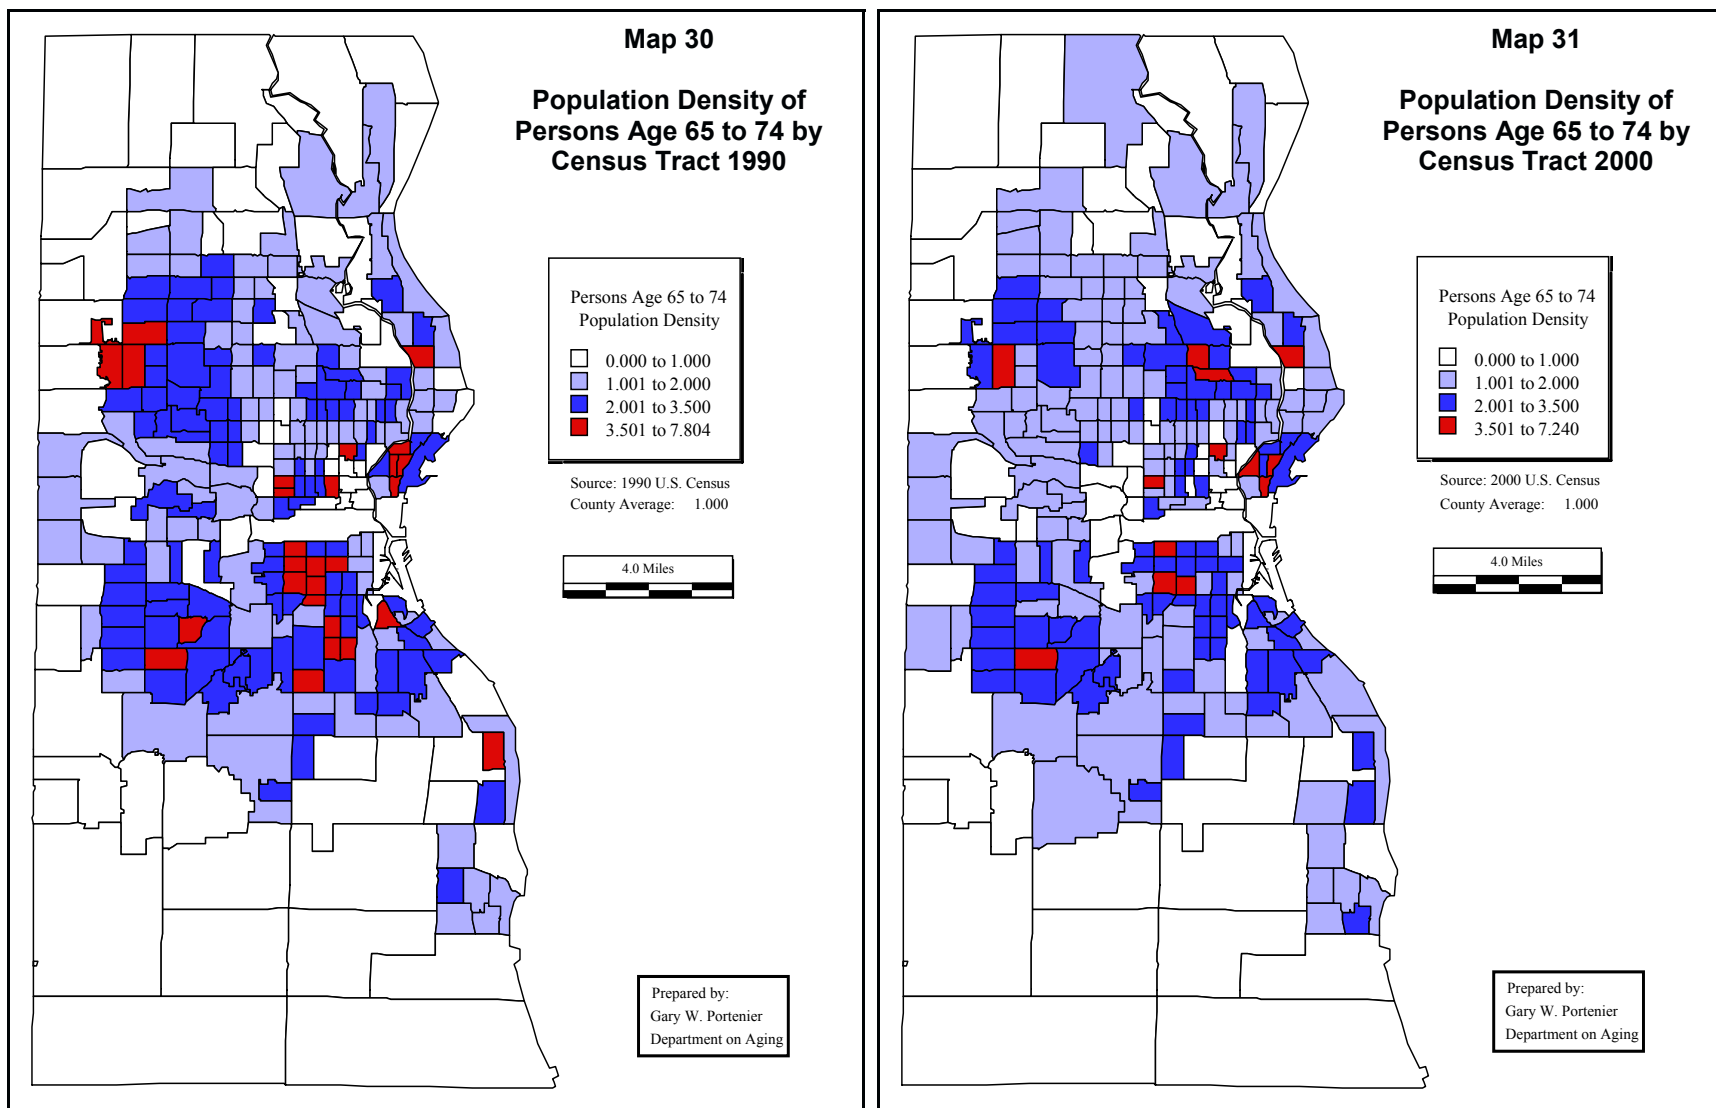 Map 30
Population Density of
Persons Age 65 to 74 by
Census Tract 1990
Persons Age 65 to 74
Population Density
0.000 to 1.000
1.001 to 2.000
2.001 to 3.500
3.501 to 7.804
Source: 1990 U.S. Census
County Average: 1.000
4.0 Miles
Prepared by:
Gary W. Portenier
Department on Aging
Map 31
Population Density of
Persons Age 65 to 74 by
Census Tract 2000
Persons Age 65 to 74
Population Density
0.000 to 1.000
1.001 to 2.000
2.001 to 3.500
3.501 to 7.240
Source: 2000 U.S. Census
County Average: 1.000
4.0 Miles
Prepared by:
Gary W. Portenier
Department on Aging